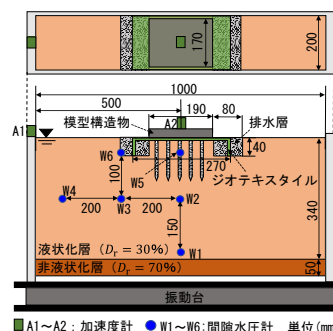 170
200
1000
500
190
80
A2
排水層
模型構造物
A1
40
W6
270
W5
ジオテキスタイル
100
W4
W3
W2
200
200
340
150
W1
液状化層 (Dr = 30%)
非液状化層 (Dr = 70%)
50
振動台
A1～A2：加速度計 W1～W6:間隙水圧計 単位(mm